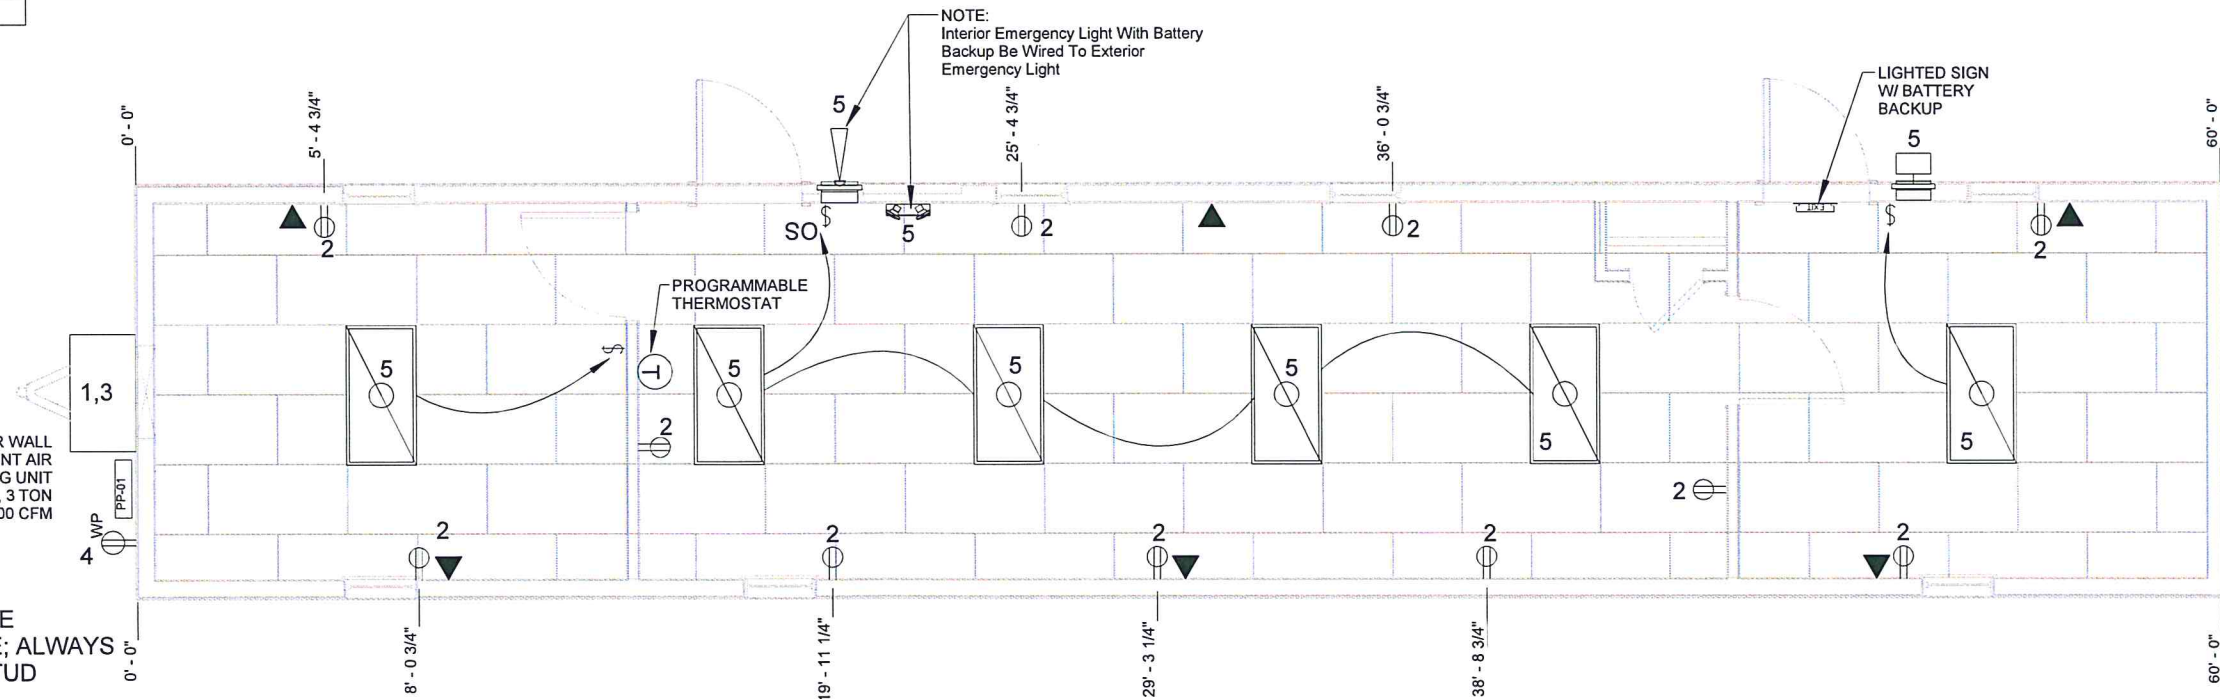 NOTE:
Interior Emergency Light With Battery
Backup Be Wired To Exterior
Emergency Light
LIGHTED SIGN
W/ BATTERY
BACKUP
0' - 0"
5' - 4 3/4"
5
25' - 4 3/4"
36' - 0 3/4"
5
60' - 0"
2
SO
$
5
2
2
EXIT
$
2
PROGRAMMABLE
THERMOSTAT
$
T
5
5
5
5
5
5
1,3
2
2
R WALL
NT AIR
G UNIT
, 3 TON
00 CFM
PP-01
WP
4
2
2
2
2
2
E
; ALWAYS
TUD
0' - 0"
8' - 0 3/4"
19' - 11 1/4"
29' - 3 1/4"
38' - 8 3/4"
60' - 0"